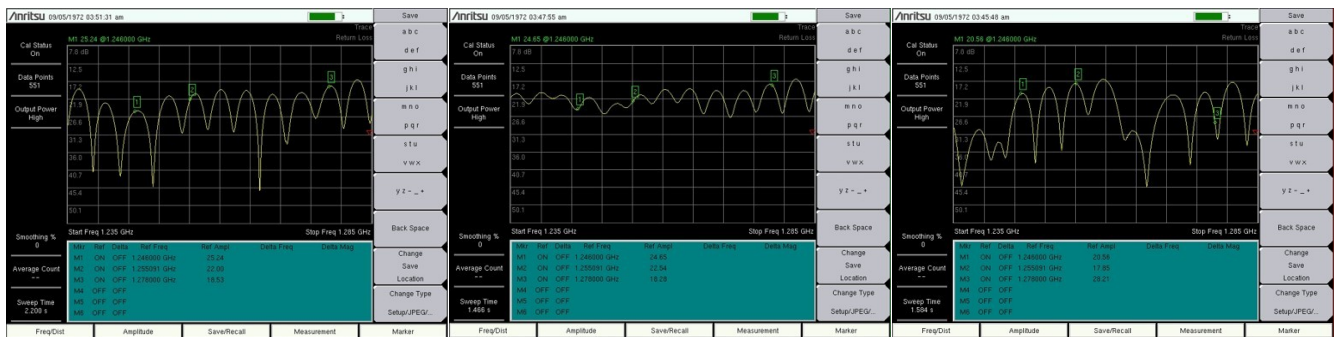 Anritsu 09/05/1972 03:51:31 am
Save
Trace
Return Loss
M1 25.24 @1.246000 GHz
7.8 dB
12.5
17.2
21.9
26.6
31.3
36.0
40.7
45.4
50.1
1
2
3
Cal Status
On
Data Points
551
Output Power
High
Smoothing %
0
Average Count
--
Sweep Time
2.208 s
Start Freq 1.235 GHz
Stop Freq 1.285 GHz
Mkr Ref Delta Ref Freq Ref Ampl Delta Freq Delta Mag
M1 ON OFF 1.246000 GHz 25.24
M2 ON OFF 1.255091 GHz 22.00
M3 ON OFF 1.278000 GHz
M4 OFF OFF
M5 OFF OFF
M6 OFF OFF
a b c
d e f
g h i
j k l
m n o
p q r
s t u
v w x
y z - _ +
Back Space
Change
Save
Location
Change Type
Setup/JPEG/...
Freq/Dist
Amplitude
Save/Recall
Measurement
Marker
Anritsu 09/05/1972 03:47:55 am
Save
Trace
Return Loss
M1 24.65 @1.246000 GHz
7.8 dB
12.5
17.2
21.9
26.6
31.3
36.0
40.7
45.4
50.1
1
2
3
Cal Status
On
Data Points
551
Output Power
High
Smoothing %
0
Average Count
--
Sweep Time
1.466 s
Start Freq 1.235 GHz
Stop Freq 1.285 GHz
Mkr Ref Delta Ref Freq Ref Ampl Delta Freq Delta Mag
M1 ON OFF 1.246000 GHz 24.65
M2 ON OFF 1.255091 GHz 22.54
M3 ON OFF 1.278000 GHz
M4 OFF OFF
M5 OFF OFF
M6 OFF OFF
a b c
d e f
g h i
j k l
m n o
p q r
s t u
v w x
y z - _ +
Back Space
Change
Save
Location
Change Type
Setup/JPEG/...
Freq/Dist
Amplitude
Save/Recall
Measurement
Marker
Anritsu 09/05/1972 03:45:48 am
Save
Trace
Return Loss
M1 20.56 @1.246000 GHz
7.8 dB
12.5
17.2
21.9
26.6
31.3
36.0
40.7
45.4
50.1
1
2
3
Cal Status
On
Data Points
551
Output Power
High
Smoothing %
0
Average Count
--
Sweep Time
1.584 s
Start Freq 1.235 GHz
Stop Freq 1.285 GHz
Mkr Ref Delta Ref Freq Ref Ampl Delta Freq Delta Mag
M1 ON OFF 1.246000 GHz 20.56
M2 ON OFF 1.255091 GHz 17.85
M3 ON OFF 1.278000 GHz
M4 OFF OFF
M5 OFF OFF
M6 OFF OFF
a b c
d e f
g h i
j k l
m n o
p q r
s t u
v w x
y z - _ +
Back Space
Change
Save
Location
Change Type
Setup/JPEG/...
Freq/Dist
Amplitude
Save/Recall
Measurement
Marker